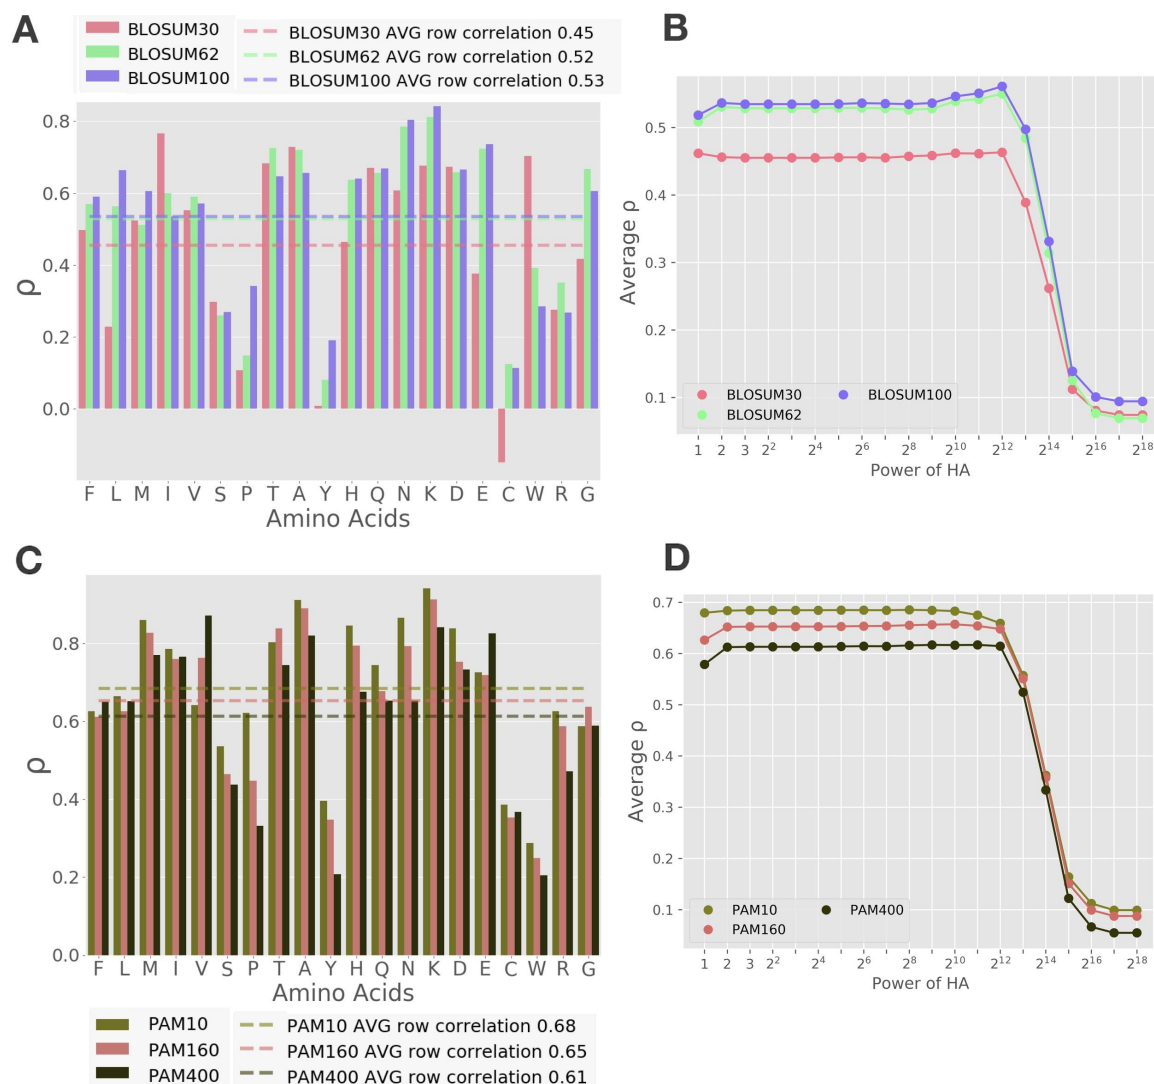 A
BLOSUM30
BLOSUM62
BLOSUM100
BLOSUM30 AVG row correlation 0.45
BLOSUM62 AVG row correlation 0.52
BLOSUM100 AVG row correlation 0.53
0.8
0.6
0.4
0.2
0.0
ρ
F L M I V S P T A Y H Q N K D E C W R G
Amino Acids
B
0.5
0.4
0.3
0.2
0.1
Average ρ
BLOSUM30
BLOSUM62
BLOSUM100
1 2 3 2² 2⁴ 2⁶ 2⁸ 2¹⁰ 2¹² 2¹⁴ 2¹⁶ 2¹⁸
Power of HA
C
0.8
0.6
0.4
0.2
0.0
ρ
F L M I V S P T A Y H Q N K D E C W R G
Amino Acids
PAM10
PAM160
PAM400
PAM10 AVG row correlation 0.68
PAM160 AVG row correlation 0.65
PAM400 AVG row correlation 0.61
D
0.7
0.6
0.5
0.4
0.3
0.2
0.1
Average ρ
PAM10
PAM160
PAM400
1 2 3 2² 2⁴ 2⁶ 2⁸ 2¹⁰ 2¹² 2¹⁴ 2¹⁶ 2¹⁸
Power of HA